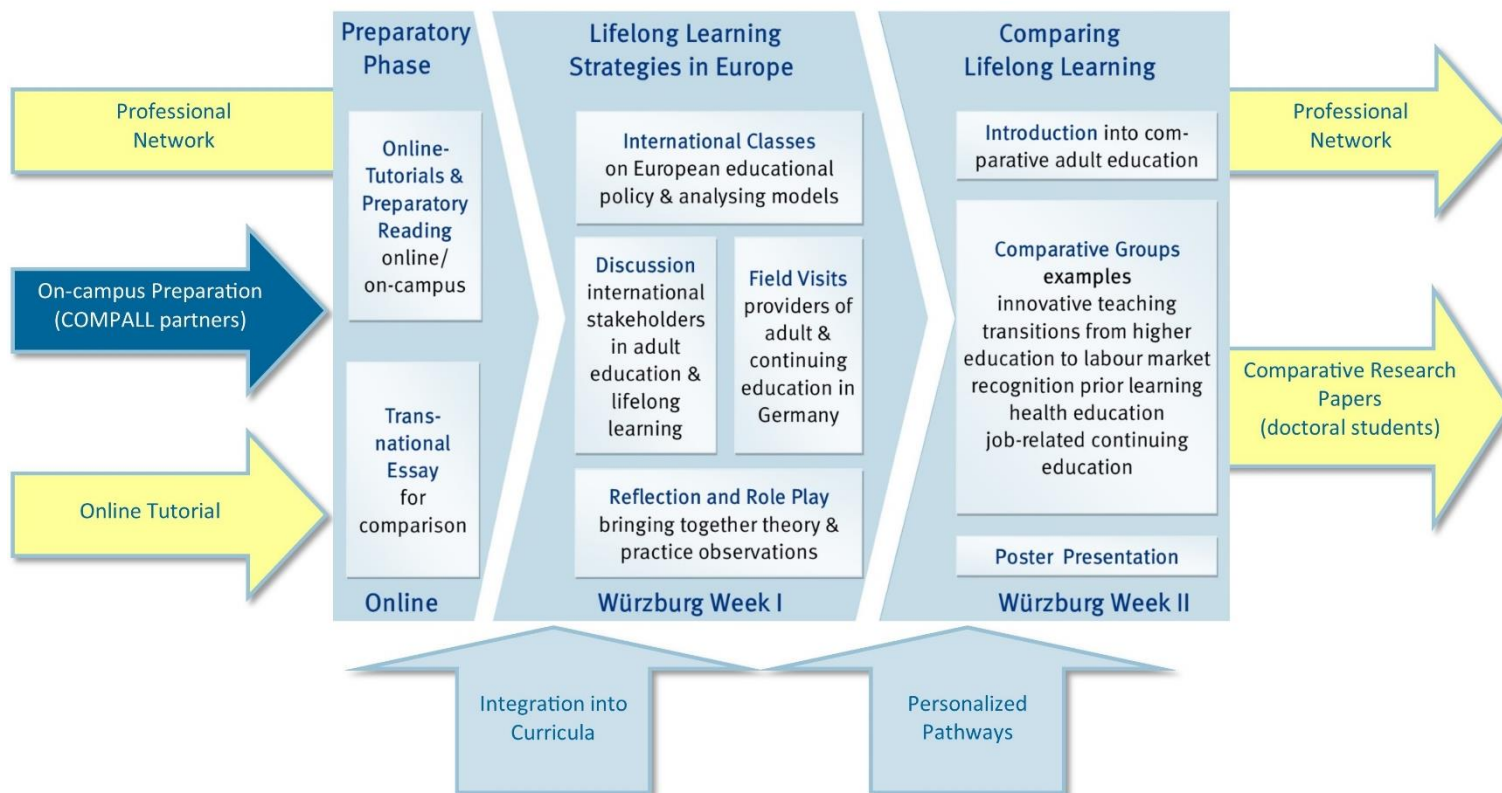 Professional
Network
On-campus Preparation
(COMPALL partners)
Online Tutorial
Preparatory
Phase
Online-
Tutorials &
Preparatory
Reading
online/
on-campus
Trans-
national
Essay
for
comparison
Online
Lifelong Learning
Strategies in Europe
International Classes
on European educational
policy & analysing models
Discussion
international
stakeholders
in adult
education &
lifelong
learning
Field Visits
providers of
adult &
continuing
education in
Germany
Reflection and Role Play
bringing together theory &
practice observations
Würzburg Week I
Comparing
Lifelong Learning
Introduction into com-
parative adult education
Comparative Groups
examples
innovative teaching
transitions from higher
education to labour market
recognition prior learning
health education
job-related continuing
education
Poster Presentation
Würzburg Week II
Professional
Network
Comparative Research
Papers
(doctoral students)
Integration into
Curricula
Personalized
Pathways